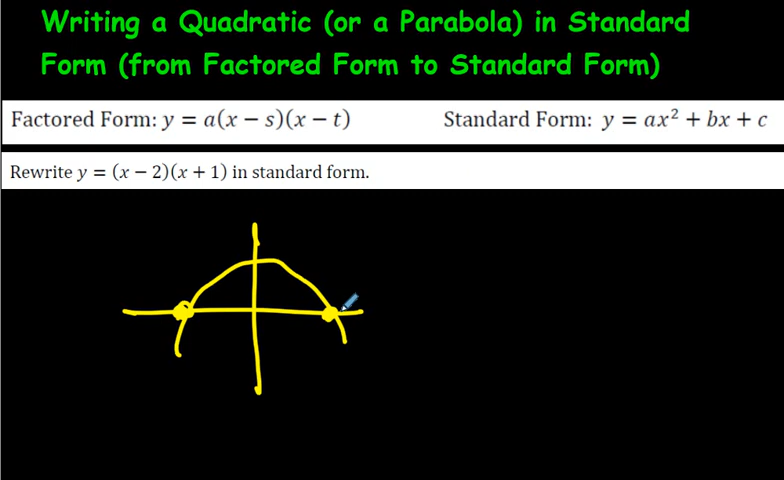 Writing a Quadratic (or a Parabola) in Standard
Form (from Factored Form to Standard Form)
Factored Form: y = a(x − s)(x − t) Standard Form: y = ax² + bx + c
Rewrite y = (x − 2)(x + 1) in standard form.